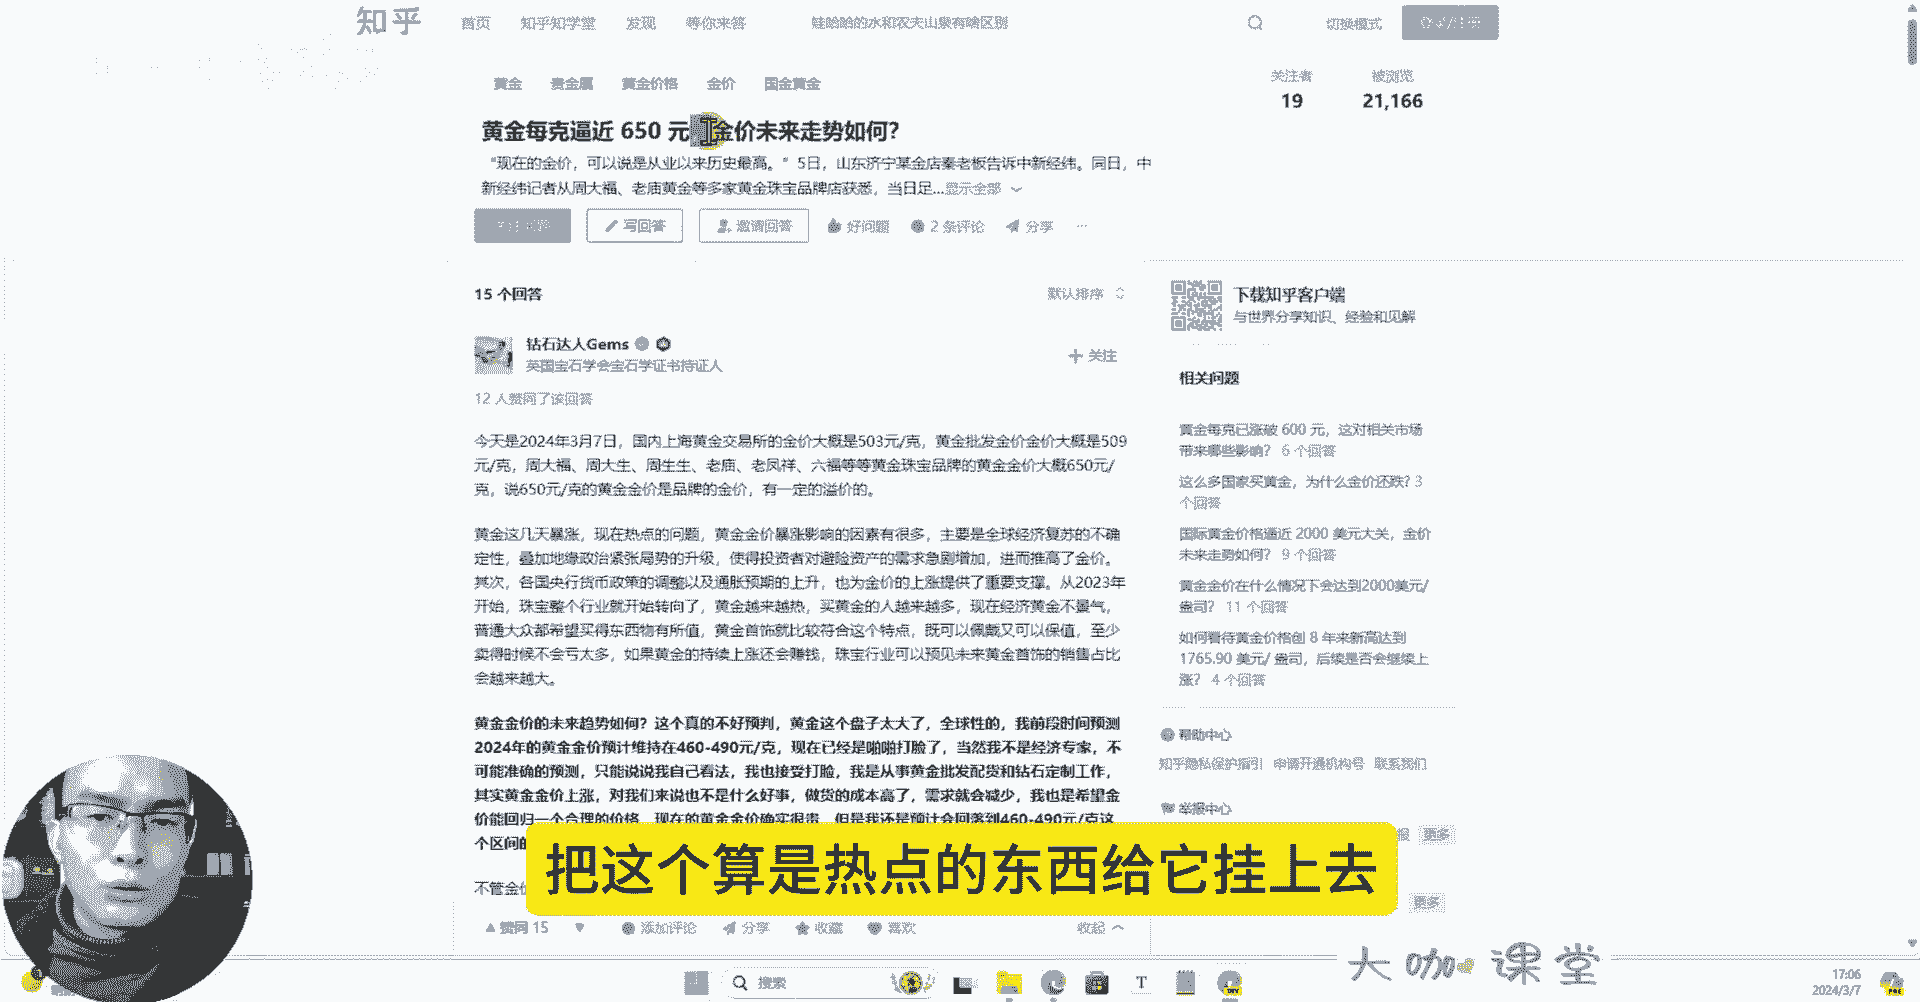 知乎
首页 知乎知学堂 发现 等你来答 娃哈哈的水和农夫山泉有啥区别 切换模式
黄金 贵金属 黄金价格 金价 国金黄金
关注者 被浏览
19 21,166
黄金每克逼近 650 元 金价未来走势如何？
“现在的金价，可以说是从业以来历史最高。”5日，山东济宁某金店秦老板告诉中新经纬。同日，中
新经纬记者从周大福、老庙黄金等多家黄金珠宝品牌店获悉，当日足...显示全部
写回答 邀请回答 好问题 2 条评论 分享 ...
15 个回答 默认排序
钻石达人Gems
英国宝石学会宝石学证书持证人
+ 关注
12 人赞同了该回答
今天是2024年3月7日，国内上海黄金交易所的金价大概是503元/克，黄金批发金价金价大概是509
元/克，周大福、周大生、周生生、老庙、老凤祥、六福等等黄金珠宝品牌的黄金金价大概650元/
克，说650元/克的黄金金价是品牌的金价，有一定的溢价的。
黄金这几天暴涨，现在热点的问题，黄金金价暴涨影响的因素有很多，主要是全球经济复苏的不确
定性，叠加地缘政治紧张局势的升级，使得投资者对避险资产的需求急剧增加，进而推高了金价。
其次，各国央行货币政策的调整以及通胀预期的上升，也为金价的上涨提供了重要支撑。从2023年
开始，珠宝整个行业就开始转向了，黄金越来越热，买黄金的人越来越多，现在经济黄金不景气，
普通大众都希望买得东西物有所值，黄金首饰就比较符合这个特点，既可以佩戴又可以保值，至少
卖得时候不会亏太多，如果黄金的持续上涨还会赚钱，珠宝行业可以预见未来黄金首饰的销售占比
会越来越大。
黄金金价的未来趋势如何？这个真的不好预判，黄金这个盘子太大了，全球性的，我前段时间预测
2024年的黄金金价预计维持在460-490元/克，现在已经是啪啪打脸了，当然我不是经济专家，不
可能准确的预测，只能说说我自己看法，我也接受打脸，我是从事黄金批发配货和钻石定制工作，
其实黄金金价上涨，对我们来说也不是什么好事，做货的成本高了，需求就会减少，我也是希望金
价能回归一个合理的价格，现在的黄金金价确实很贵，但是我还是预计会回落到460-490元/克这
个区间的
不管金价
赞同 15 添加评论 分享 收藏 喜欢 收起
下载知乎客户端
与世界分享知识、经验和见解
相关问题
黄金每克已涨破 600 元，这对相关市场
带来哪些影响？ 6 个回答
这么多国家买黄金，为什么金价还跌? 3
个回答
国际黄金价格逼近 2000 美元大关，金价
未来走势如何？ 9 个回答
黄金金价在什么情况下会达到2000美元/
盎司？ 11 个回答
如何看待黄金价格创 8 年来新高达到
1765.90 美元/ 盎司，后续是否会继续上
涨？ 4 个回答
帮助中心
知乎隐私保护指引 申请开通机构号 联系我们
举报中心
报 更多
更多
把这个算是热点的东西给它挂上去
大咖课堂
搜索
17:06
2024/3/7